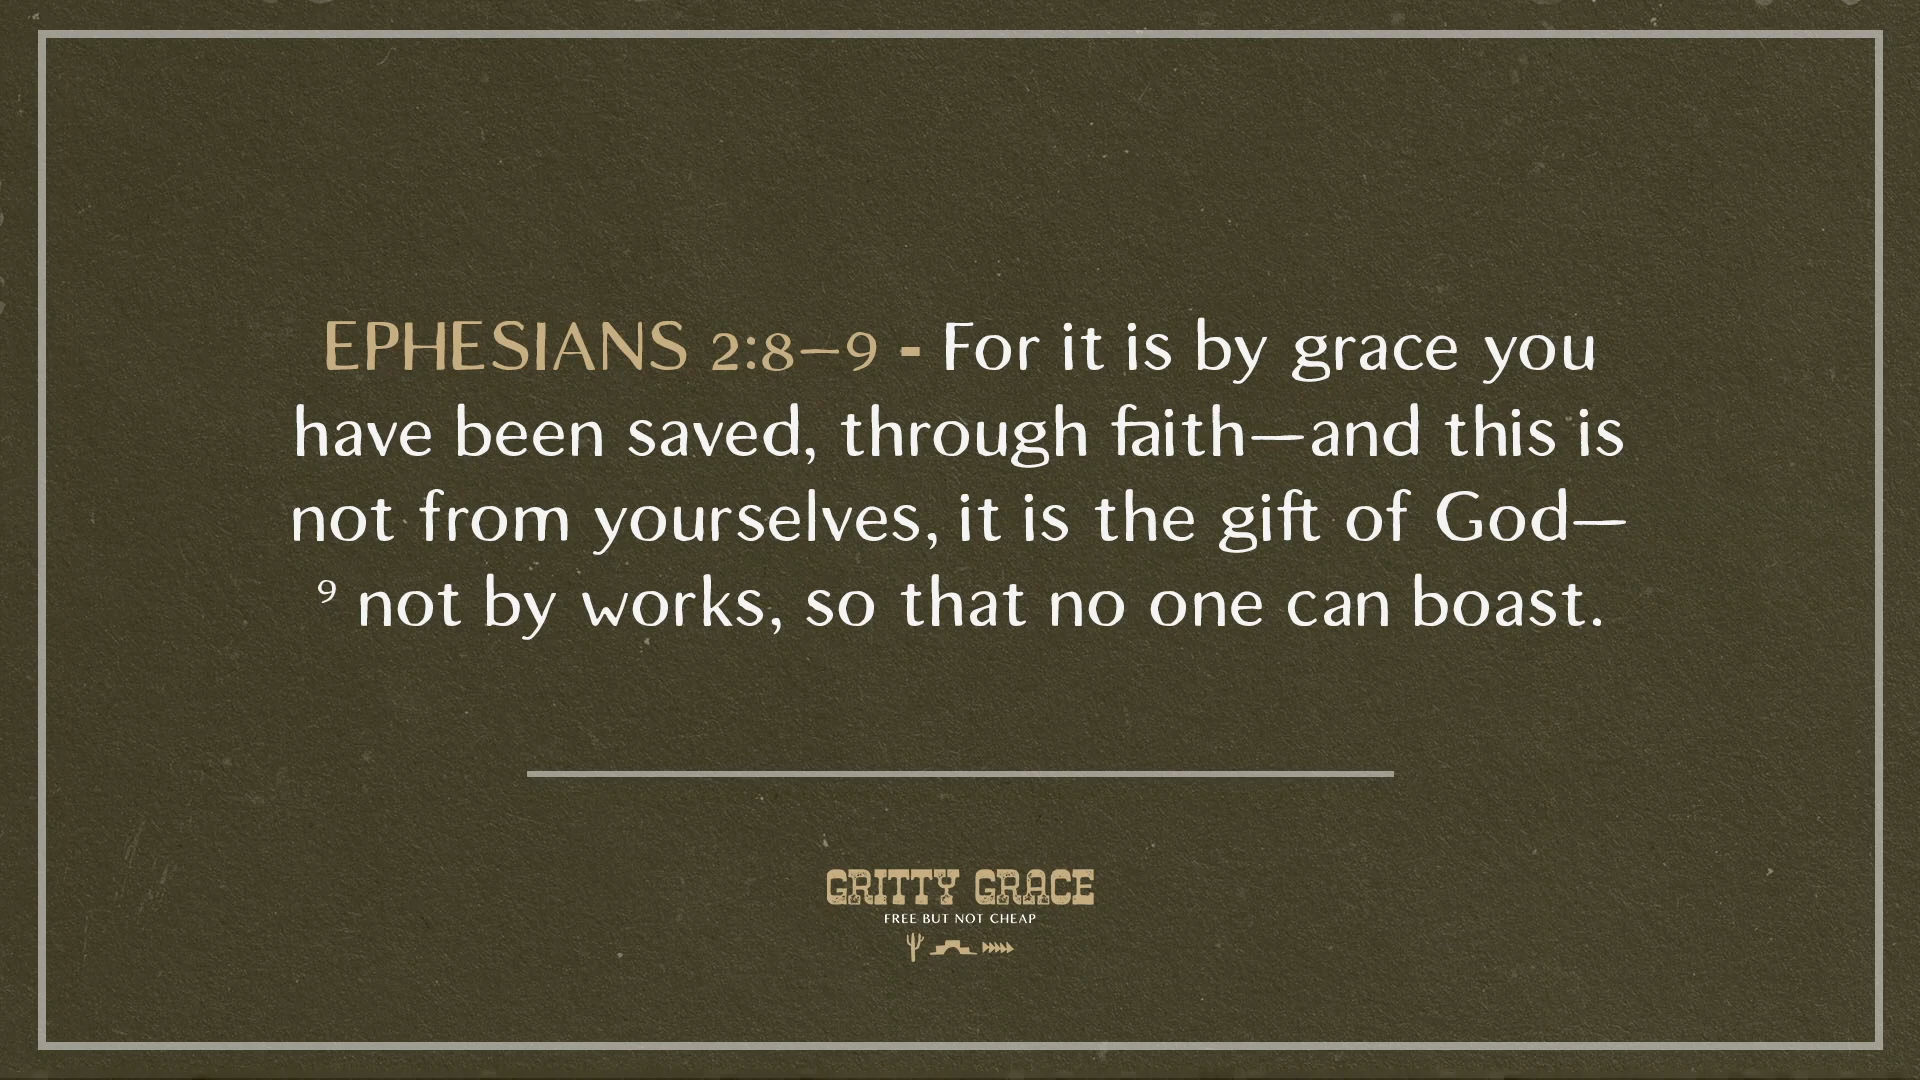 EPHESIANS 2:8–9 - For it is by grace you
have been saved, through faith—and this is
not from yourselves, it is the gift of God—
⁹ not by works, so that no one can boast.
GRITTY GRACE
FREE BUT NOT CHEAP